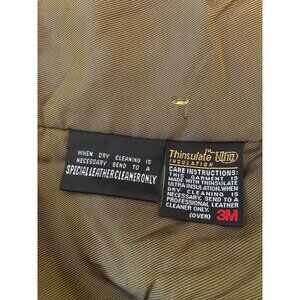 WHEN DRY CLEANING IS
NECESSARY SEND TO A
SPECIAL LEATHER CLEANER ONLY
Thinsulate™ Ultra
INSULATION
CARE INSTRUCTIONS:
THIS GARMENT IS
MADE WITH THINSULATE
ULTRA INSULATION, WHEN
DRY CLEANING IS
NECESSARY, SEND TO A
PROFESSIONAL LEATHER
CLEANER ONLY.
(OVER) 3M